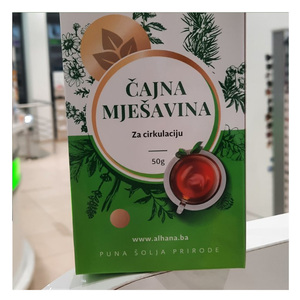 ČAJNA
MJEŠAVINA
Za cirkulaciju
50g
www.alhana.ba
PUNA ŠOLJA PRIRODE